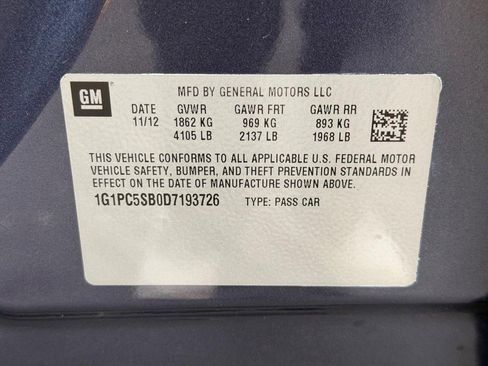 GM
MFD BY GENERAL MOTORS LLC
DATE GVWR GAWR FRT GAWR RR
11/12 1862 KG 969 KG 893 KG
4105 LB 2137 LB 1968 LB
THIS VEHICLE CONFORMS TO ALL APPLICABLE U.S. FEDERAL MOTOR
VEHICLE SAFETY, BUMPER, AND THEFT PREVENTION STANDARDS IN
EFFECT ON THE DATE OF MANUFACTURE SHOWN ABOVE.
1G1PC5SB0D7193726 TYPE: PASS CAR